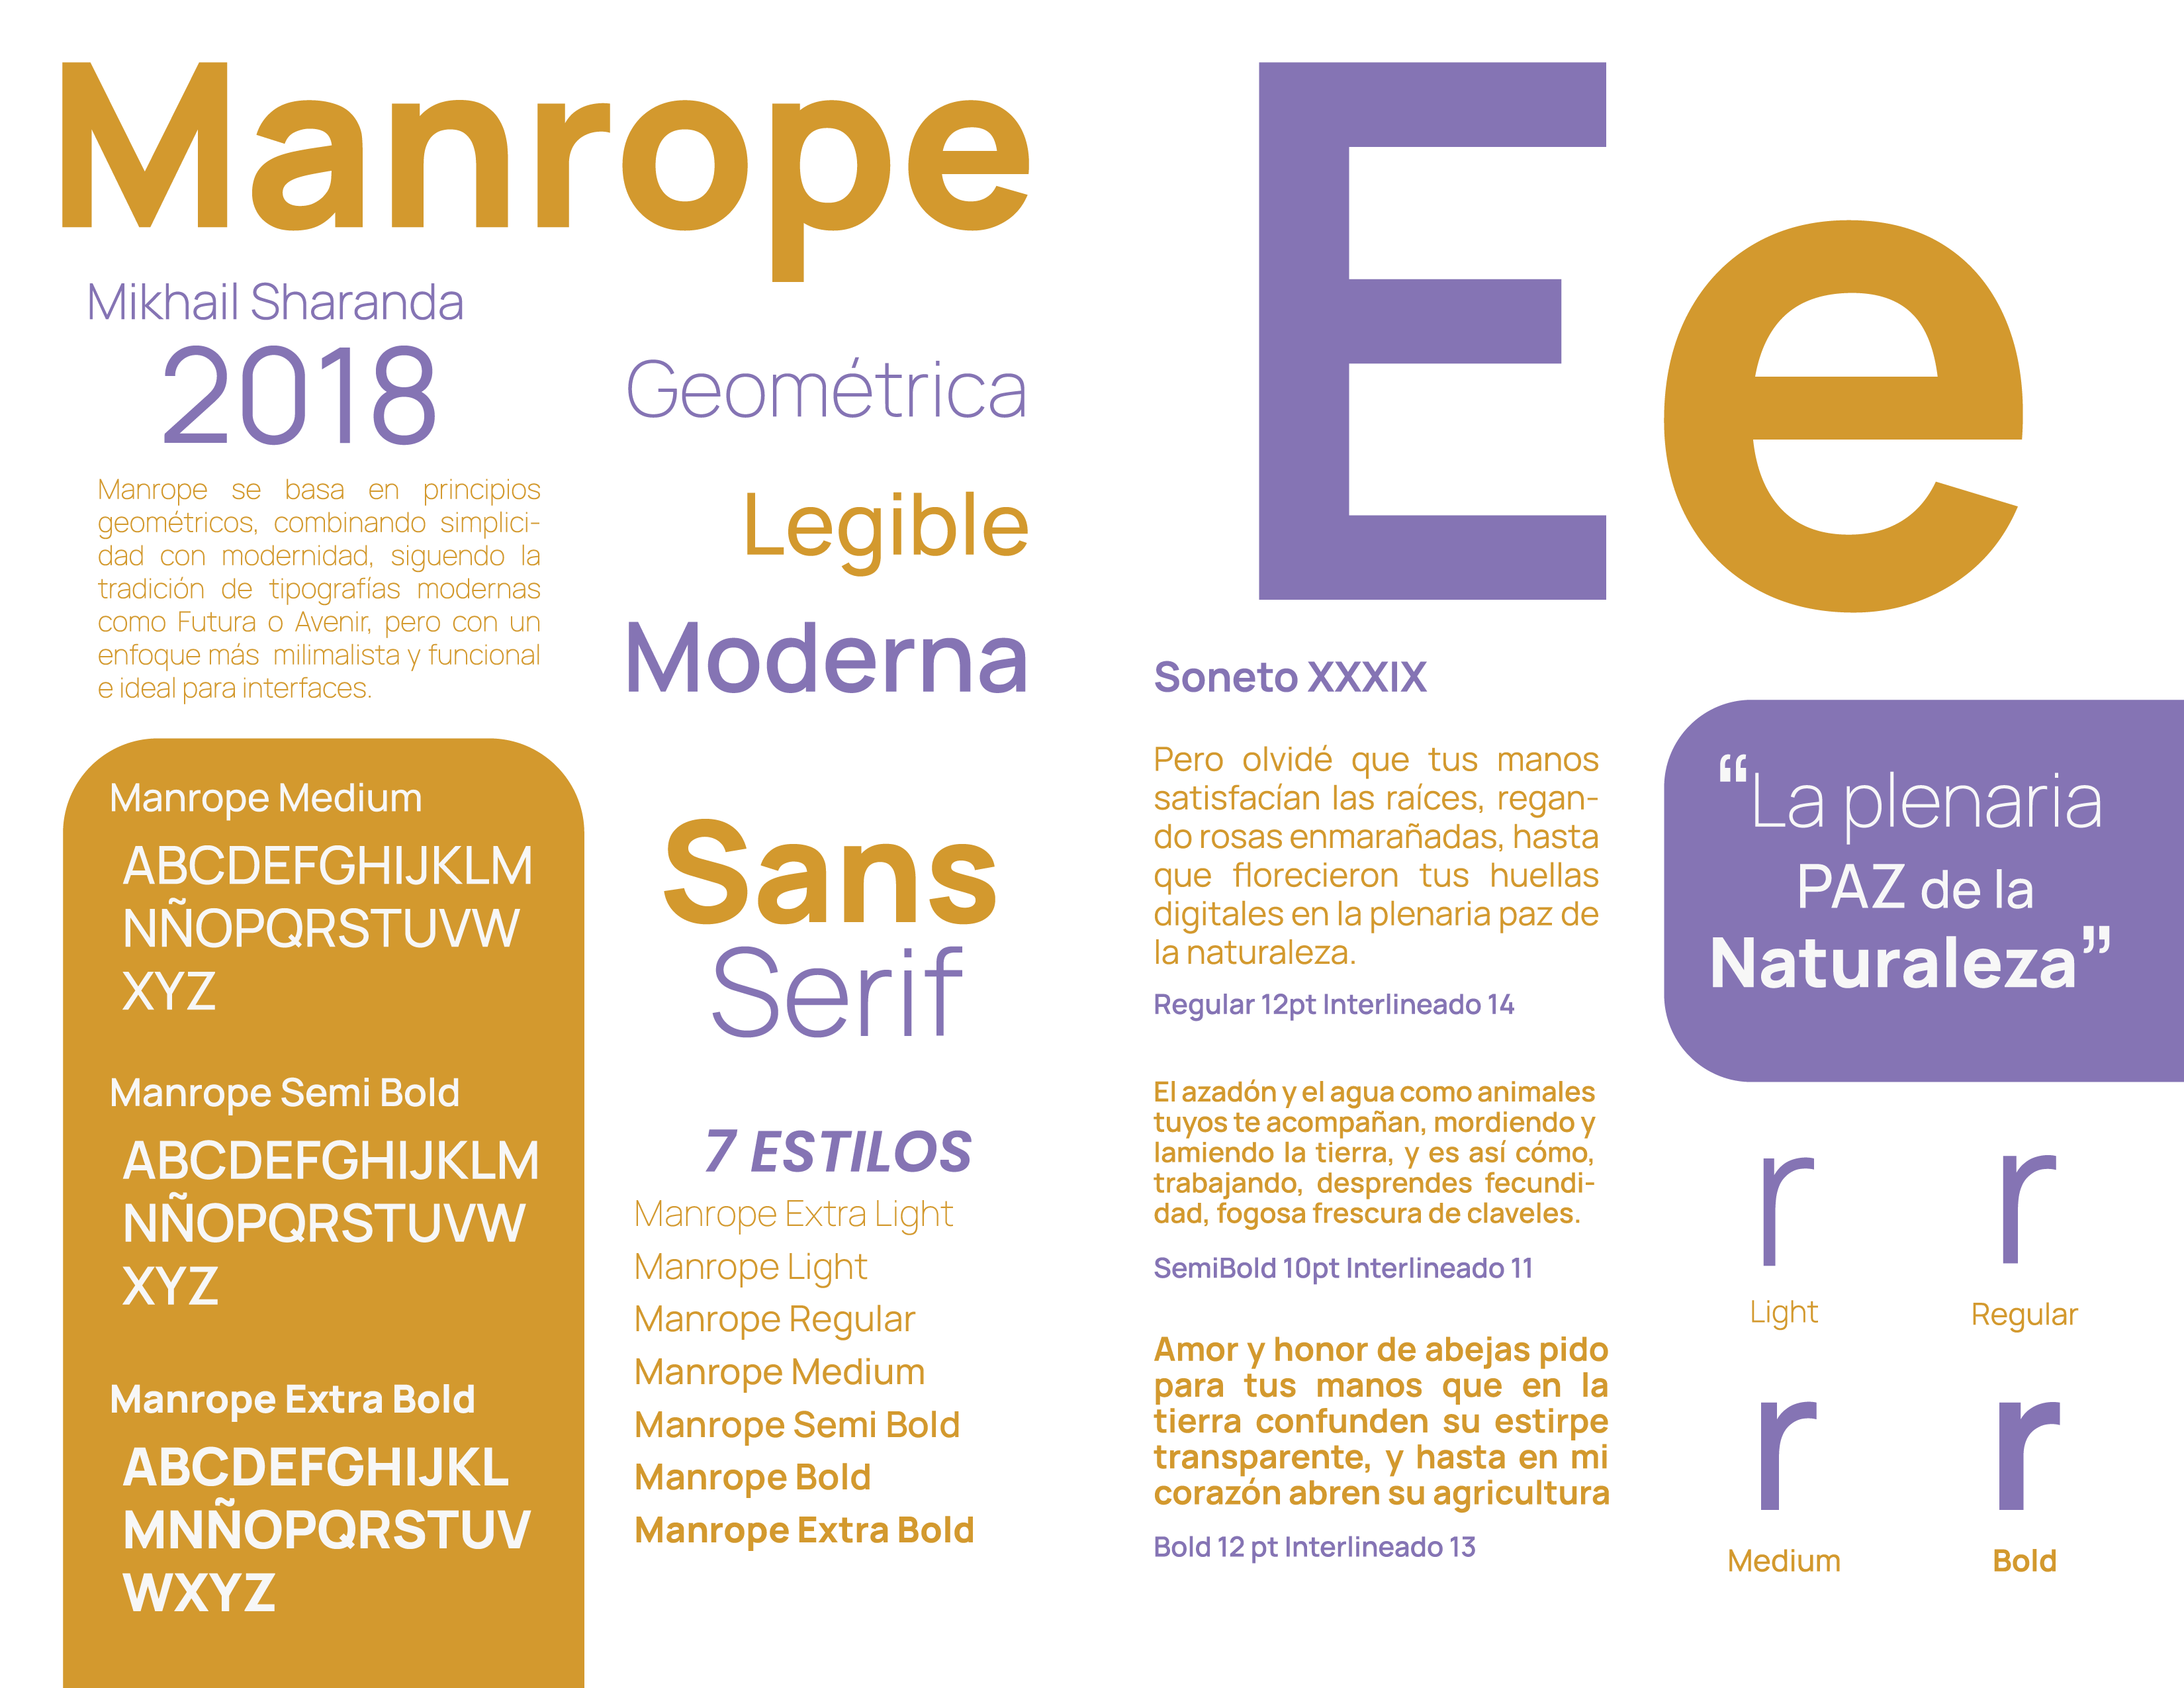 Manrope
Mikhail Sharanda
2018
Manrope se basa en principios
geométricos, combinando simplici-
dad con modernidad, siguendo la
tradición de tipografías modernas
como Futura o Avenir, pero con un
enfoque más milimalista y funcional
e ideal para interfaces.
Geométrica
Legible
Moderna
Manrope Medium
ABCDEFGHIJKLM
NÑOPQRSTUVW
XYZ
Manrope Semi Bold
ABCDEFGHIJKLM
NÑOPQRSTUVW
XYZ
Manrope Extra Bold
ABCDEFGHIJKL
MNÑOPQRSTUV
WXYZ
Sans
Serif
7 ESTILOS
Manrope Extra Light
Manrope Light
Manrope Regular
Manrope Medium
Manrope Semi Bold
Manrope Bold
Manrope Extra Bold
Ee
Soneto XXXXIX
Pero olvidé que tus manos
satisfacían las raíces, regan-
do rosas enmarañadas, hasta
que florecieron tus huellas
digitales en la plenaria paz de
la naturaleza.
Regular 12pt Interlineado 14
El azadón y el agua como animales
tuyos te acompañan, mordiendo y
lamiendo la tierra, y es así cómo,
trabajando, desprendes fecundi-
dad, fogosa frescura de claveles.
SemiBold 10pt Interlineado 11
Amor y honor de abejas pido
para tus manos que en la
tierra confunden su estirpe
transparente, y hasta en mi
corazón abren su agricultura
Bold 12 pt Interlineado 13
“La plenaria
PAZ de la
Naturaleza”
r r
Light Regular
r r
Medium Bold